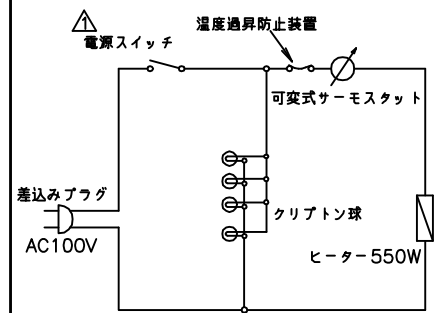 1
電源スイッチ
温度過昇防止装置
可変式サーモスタット
差込みプラグ
AC100V
クリプトン球
ヒーター550W